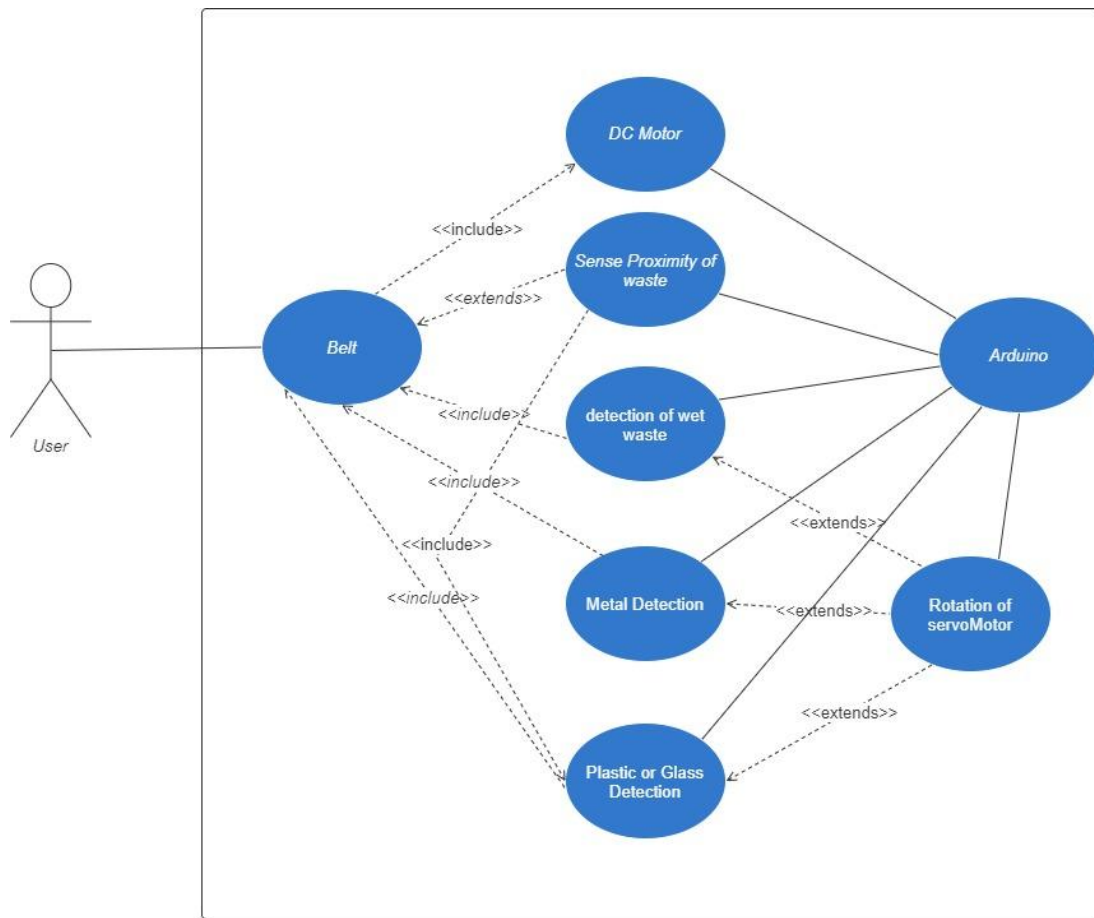 DC Motor
<<include>>
Sense Proximity of
waste
<<extends>>
Belt
Arduino
<<include>>
detection of wet
waste
User
<<include>>
<<extends>>
<<include>>
<<include>>
Metal Detection
<<extends>>
Rotation of
servoMotor
<<extends>>
Plastic or Glass
Detection